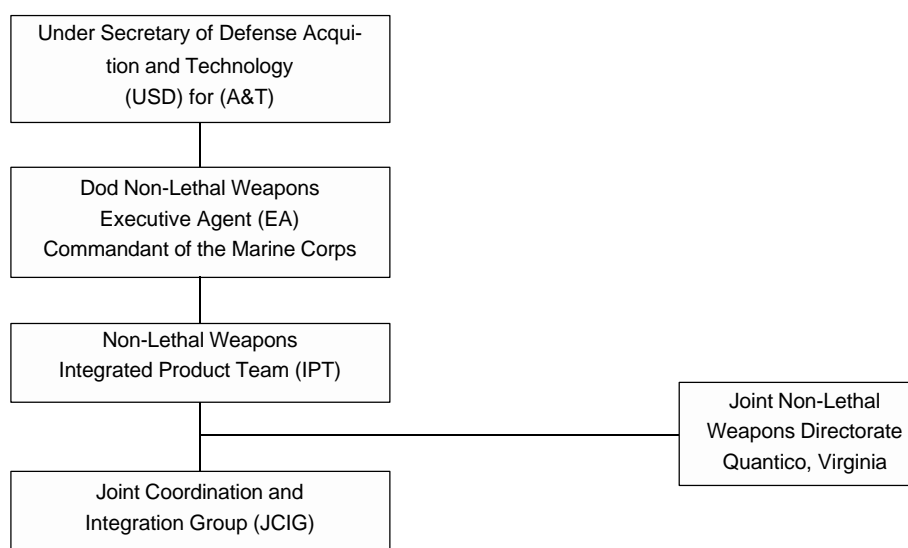 Under Secretary of Defense Acqui-
tion and Technology
(USD) for (A&T)
Dod Non-Lethal Weapons
Executive Agent (EA)
Commandant of the Marine Corps
Non-Lethal Weapons
Integrated Product Team (IPT)
Joint Non-Lethal
Weapons Directorate
Quantico, Virginia
Joint Coordination and
Integration Group (JCIG)